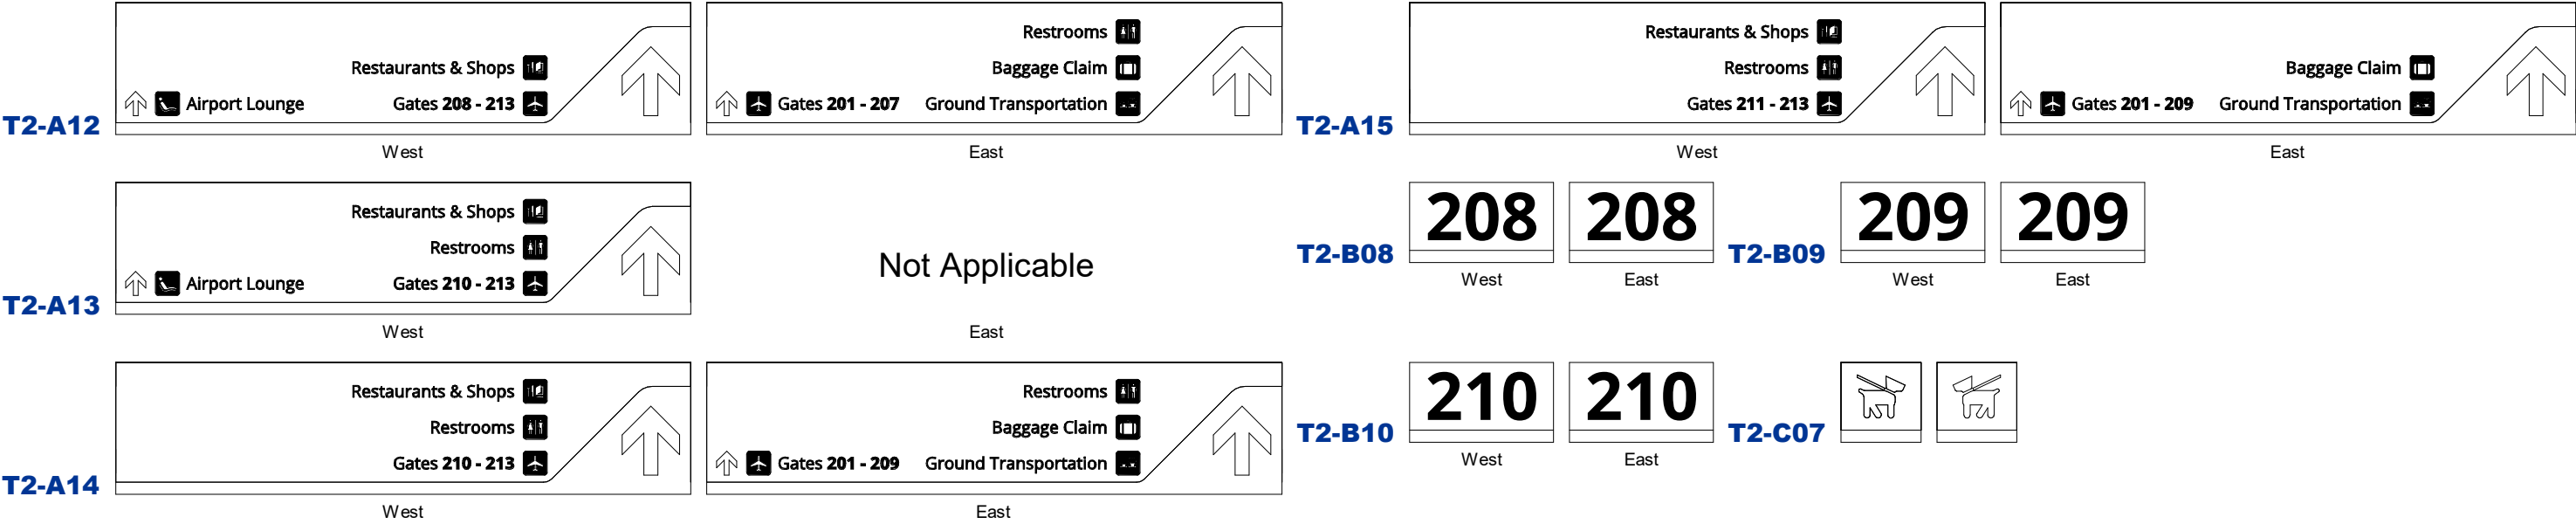 T2-A12
Restaurants & Shops
Airport Lounge
Gates 208 - 213
West
Restrooms
Baggage Claim
Gates 201 - 207
Ground Transportation
East
T2-A15
Restaurants & Shops
Restrooms
Gates 211 - 213
West
Baggage Claim
Gates 201 - 209
Ground Transportation
East
T2-A13
Restaurants & Shops
Restrooms
Airport Lounge
Gates 210 - 213
West
Not Applicable
East
T2-B08
208
West
208
East
T2-B09
209
West
209
East
T2-A14
Restaurants & Shops
Restrooms
Gates 210 - 213
West
Restrooms
Baggage Claim
Gates 201 - 209
Ground Transportation
East
T2-B10
210
West
210
East
T2-C07